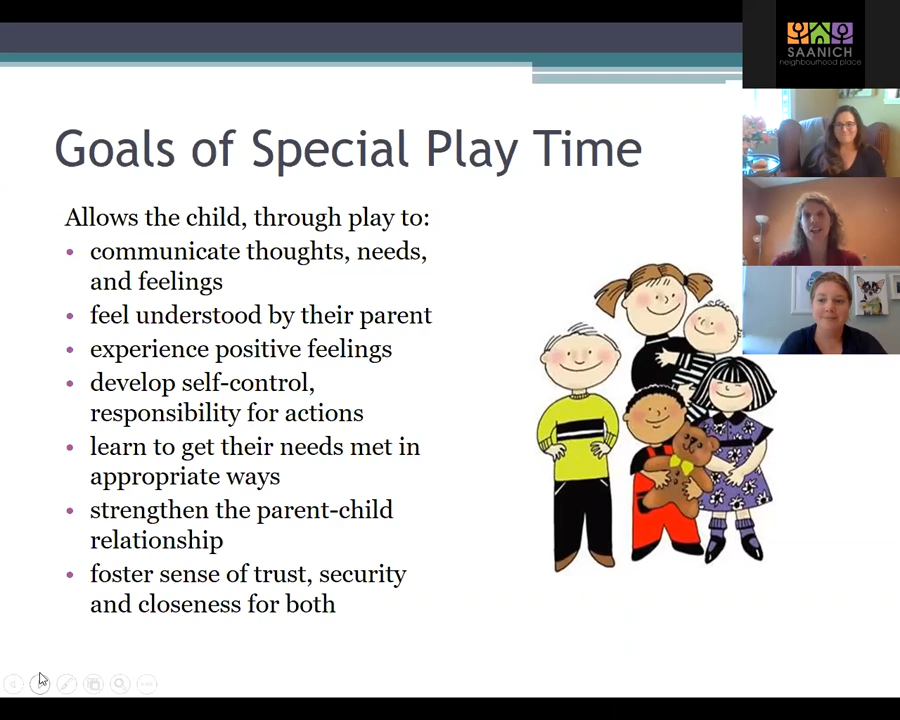 Goals of Special Play Time
Allows the child, through play to:
• communicate thoughts, needs,
and feelings
• feel understood by their parent
• experience positive feelings
• develop self-control,
responsibility for actions
• learn to get their needs met in
appropriate ways
• strengthen the parent-child
relationship
• foster sense of trust, security
and closeness for both
SAANICH
neighbourhood place